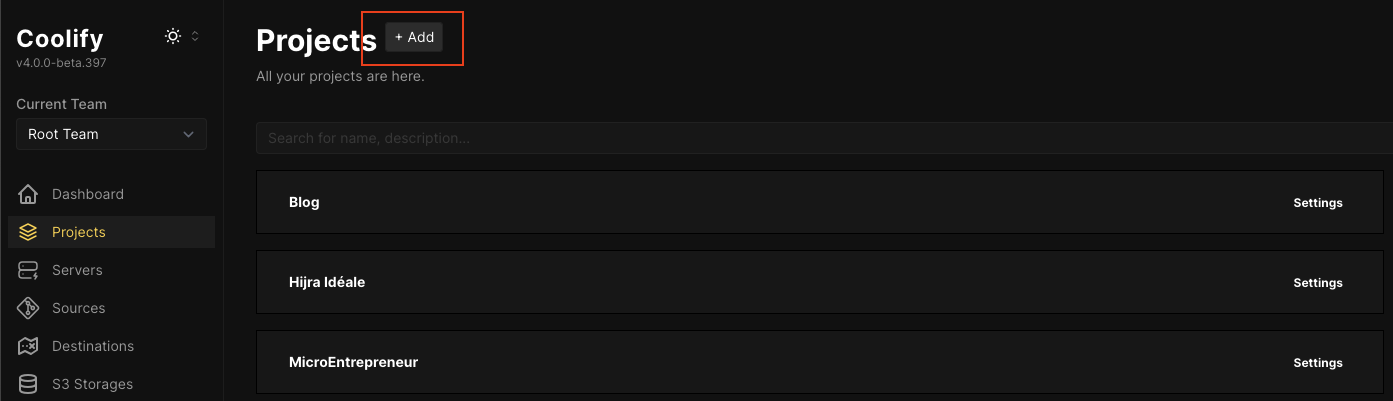 Coolify
v4.0.0-beta.397
Current Team
Root Team
Dashboard
Projects
Servers
Sources
Destinations
S3 Storages
Projects + Add
All your projects are here.
Search for name, description...
Blog Settings
Hijra Idéale Settings
MicroEntrepreneur Settings